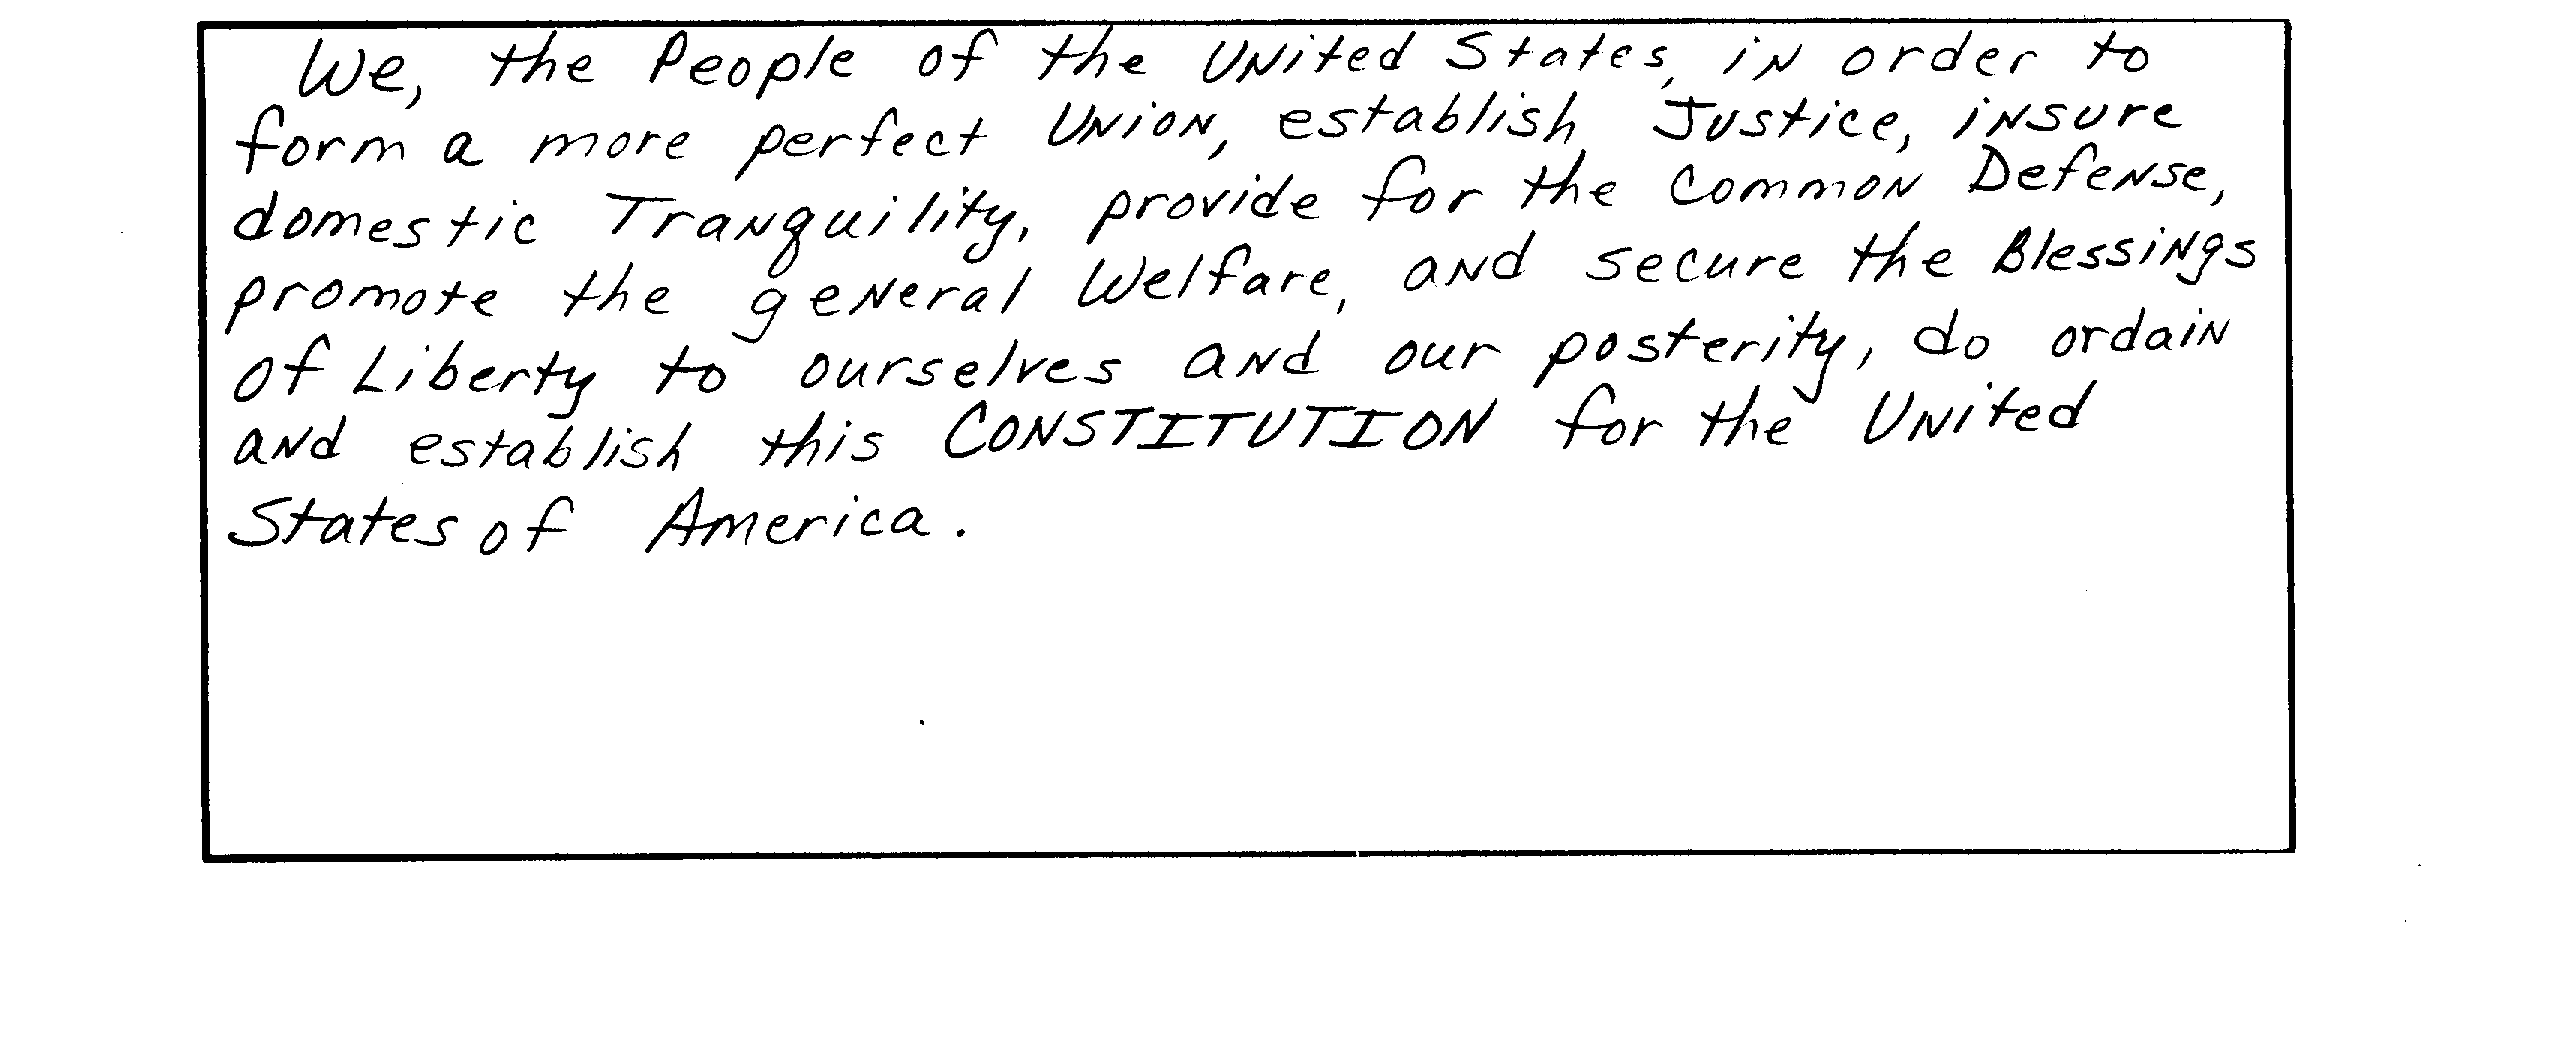 We, the People of the United States, in order to
form a more perfect Union, establish Justice, insure
domestic Tranquility, provide for the Common Defense,
promote the general Welfare, and secure the Blessings
of Liberty to ourselves and our posterity, do ordain
and establish this CONSTITUTION for the United
States of America.